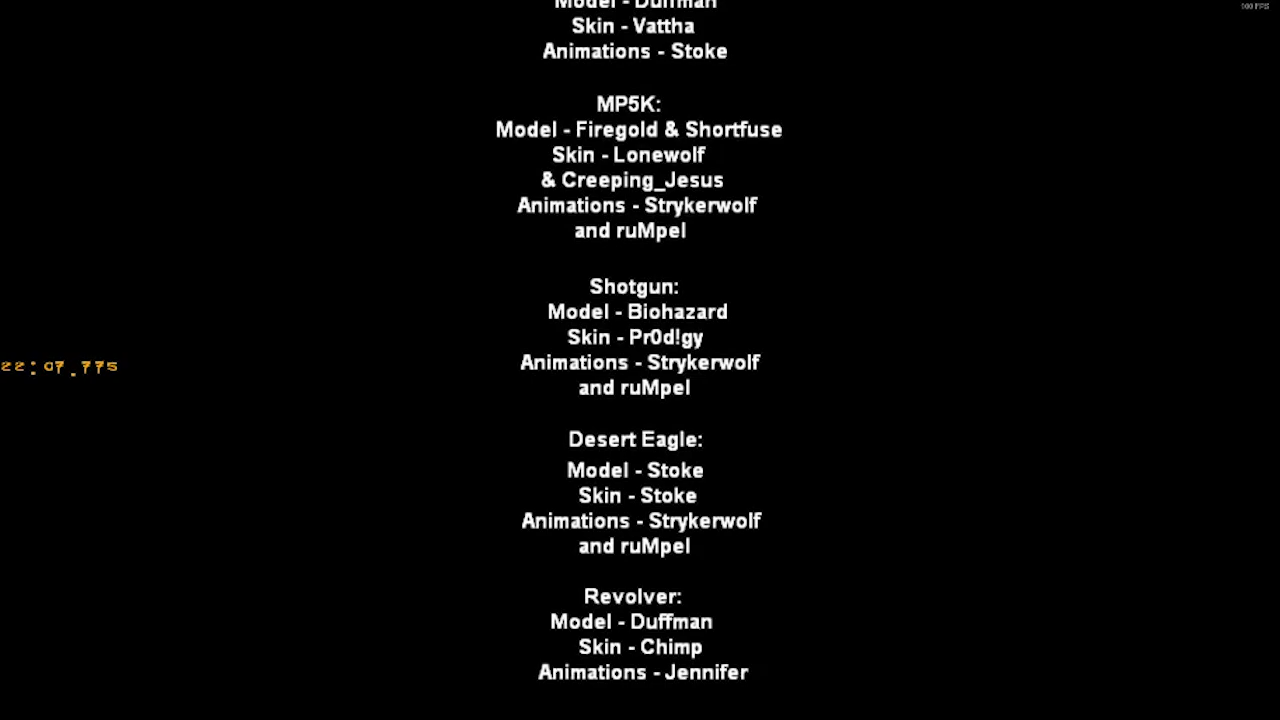 Model - Duffman
Skin - Vattha
Animations - Stoke
MP5K:
Model - Firegold & Shortfuse
Skin - Lonewolf
& Creeping_Jesus
Animations - Strykerwolf
and ruMpel
Shotgun:
Model - Biohazard
Skin - Pr0d!gy
22:07.775
Animations - Strykerwolf
and ruMpel
Desert Eagle:
Model - Stoke
Skin - Stoke
Animations - Strykerwolf
and ruMpel
Revolver:
Model - Duffman
Skin - Chimp
Animations - Jennifer